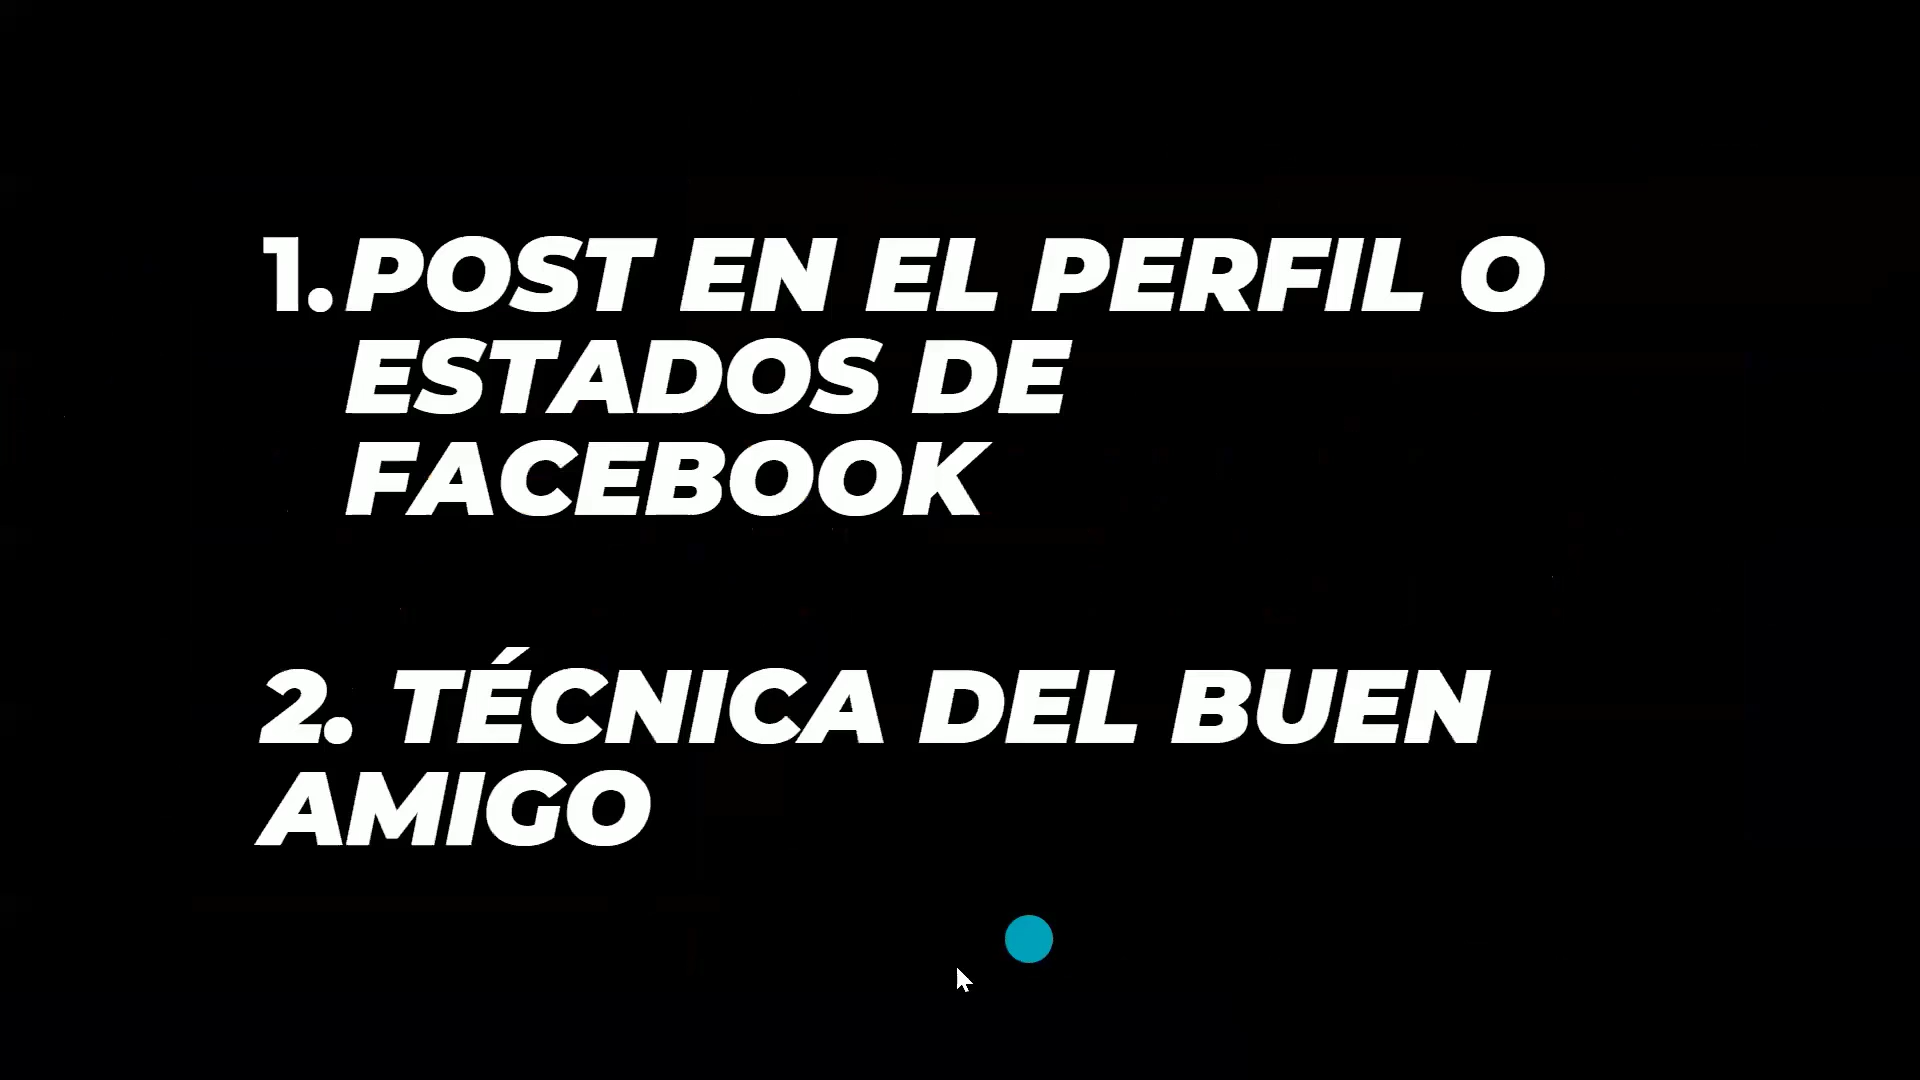 1. POST EN EL PERFIL O
ESTADOS DE
FACEBOOK
2. TÉCNICA DEL BUEN
AMIGO